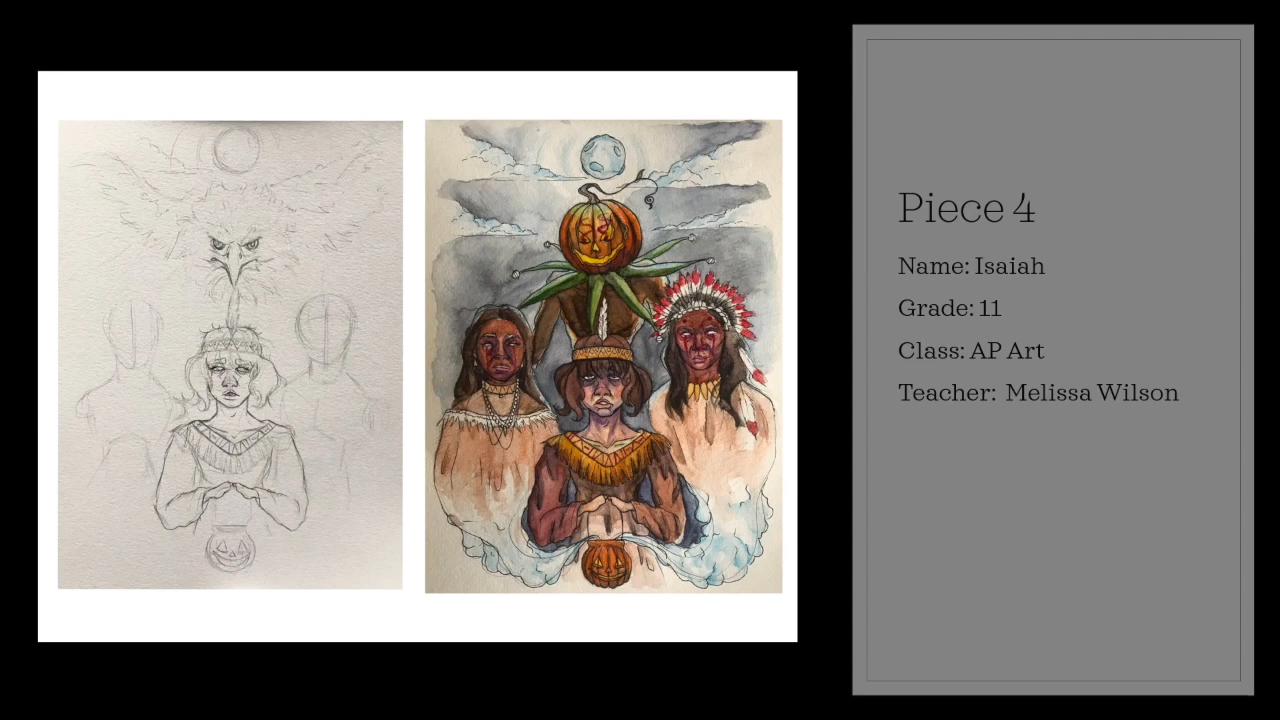 Piece 4
Name: Isaiah
Grade: 11
Class: AP Art
Teacher: Melissa Wilson